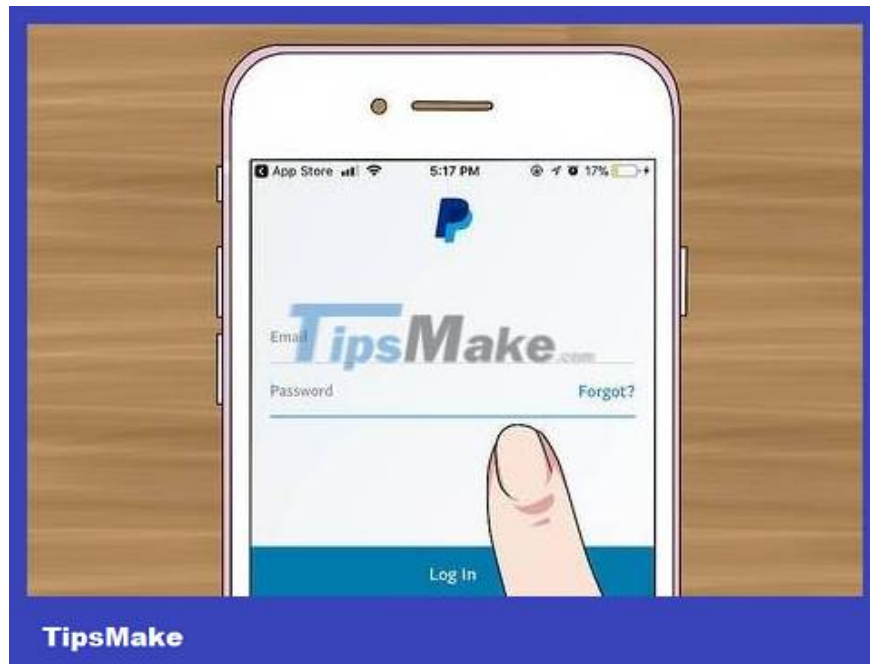 App Store 5:17 PM 17%
TipsMake.com
Email
Password Forgot?
Log In
TipsMake